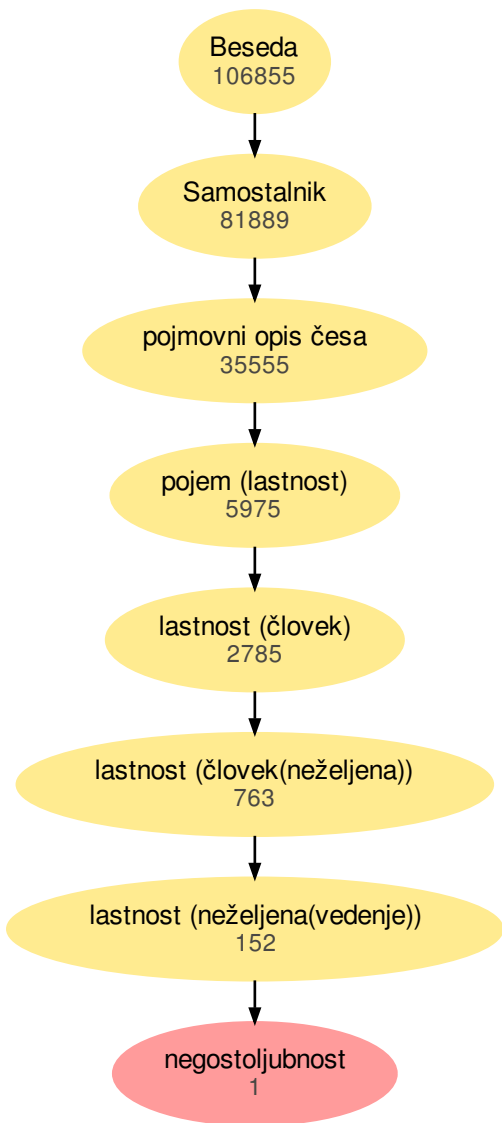 Beseda
106855
Samostalnik
81889
pojmovni opis česa
35555
pojem (lastnost)
5975
lastnost (človek)
2785
lastnost (človek(neželjena))
763
lastnost (neželjena(vedenje))
152
negostoljubnost
1